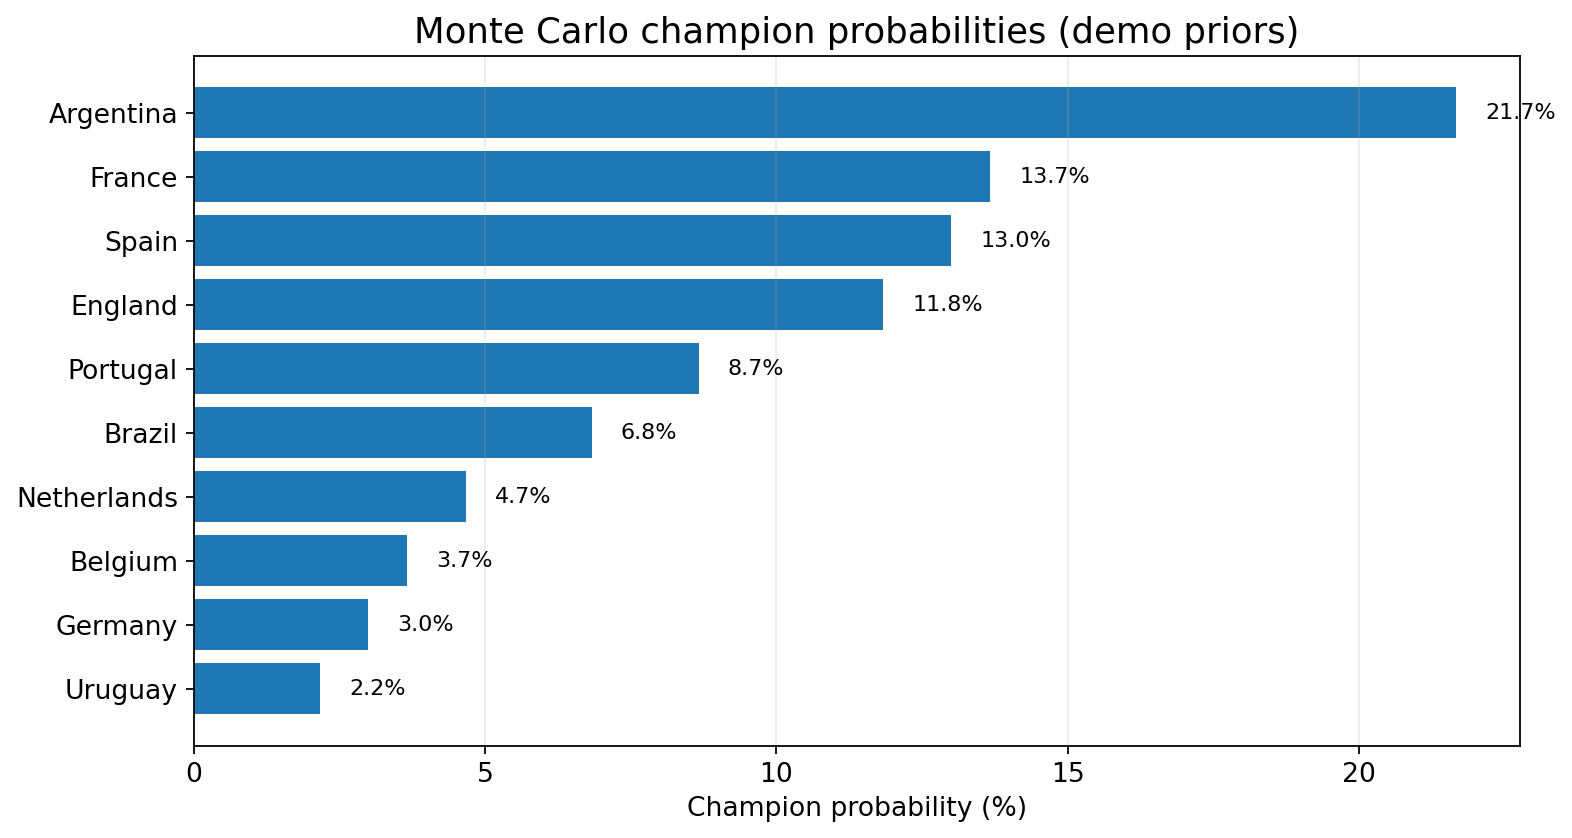 Monte Carlo champion probabilities (demo priors)
Argentina 21.7%
France 13.7%
Spain 13.0%
England 11.8%
Portugal 8.7%
Brazil 6.8%
Netherlands 4.7%
Belgium 3.7%
Germany 3.0%
Uruguay 2.2%
0 5 10 15 20
Champion probability (%)